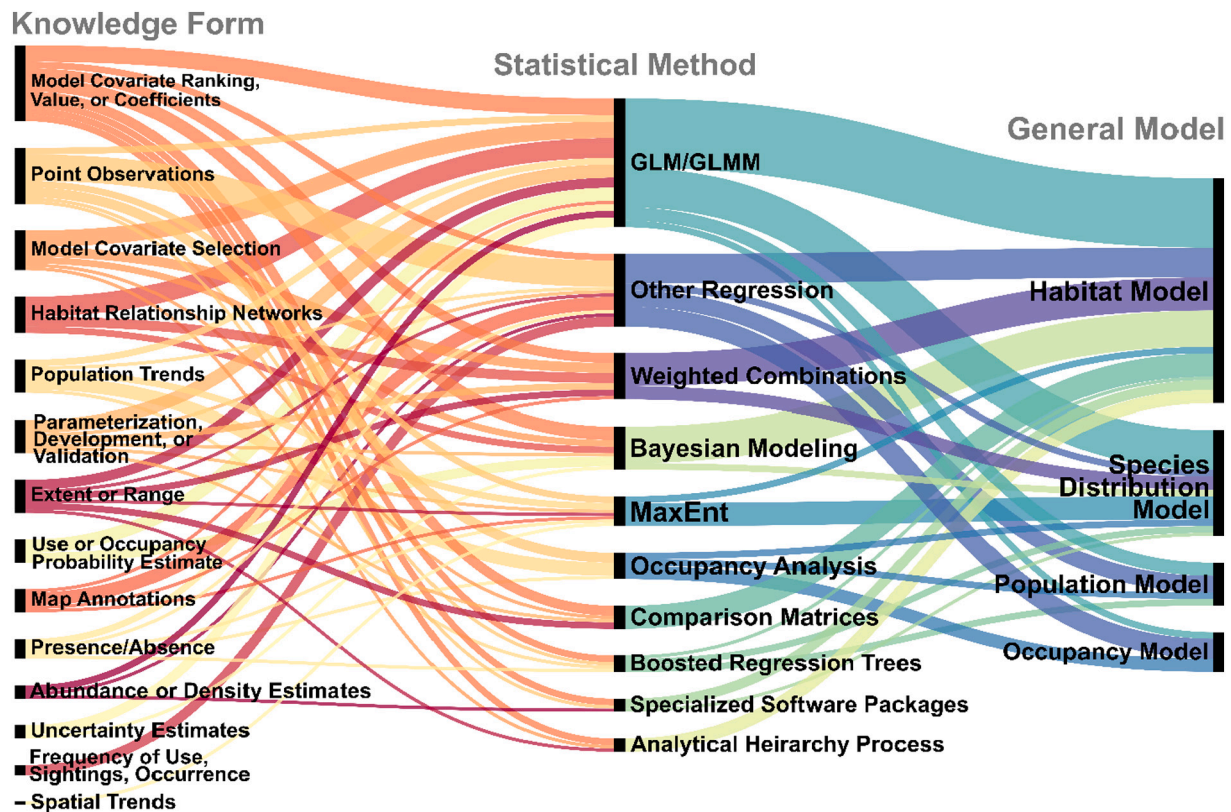 Knowledge Form
Model Covariate Ranking,
Value, or Coefficients
Point Observations
Model Covariate Selection
Habitat Relationship Networks
Population Trends
Parameterization,
Development, or
Validation
Extent or Range
Use or Occupancy
Probability Estimate
Map Annotations
Presence/Absence
Abundance or Density Estimates
Uncertainty Estimates
Frequency of Use,
Sightings, Occurrence
Spatial Trends
Statistical Method
GLM/GLMM
Other Regression
Weighted Combinations
Bayesian Modeling
MaxEnt
Occupancy Analysis
Comparison Matrices
Boosted Regression Trees
Specialized Software Packages
Analytical Heirarchy Process
General Model
Habitat Model
Species
Distribution
Model
Population Model
Occupancy Model